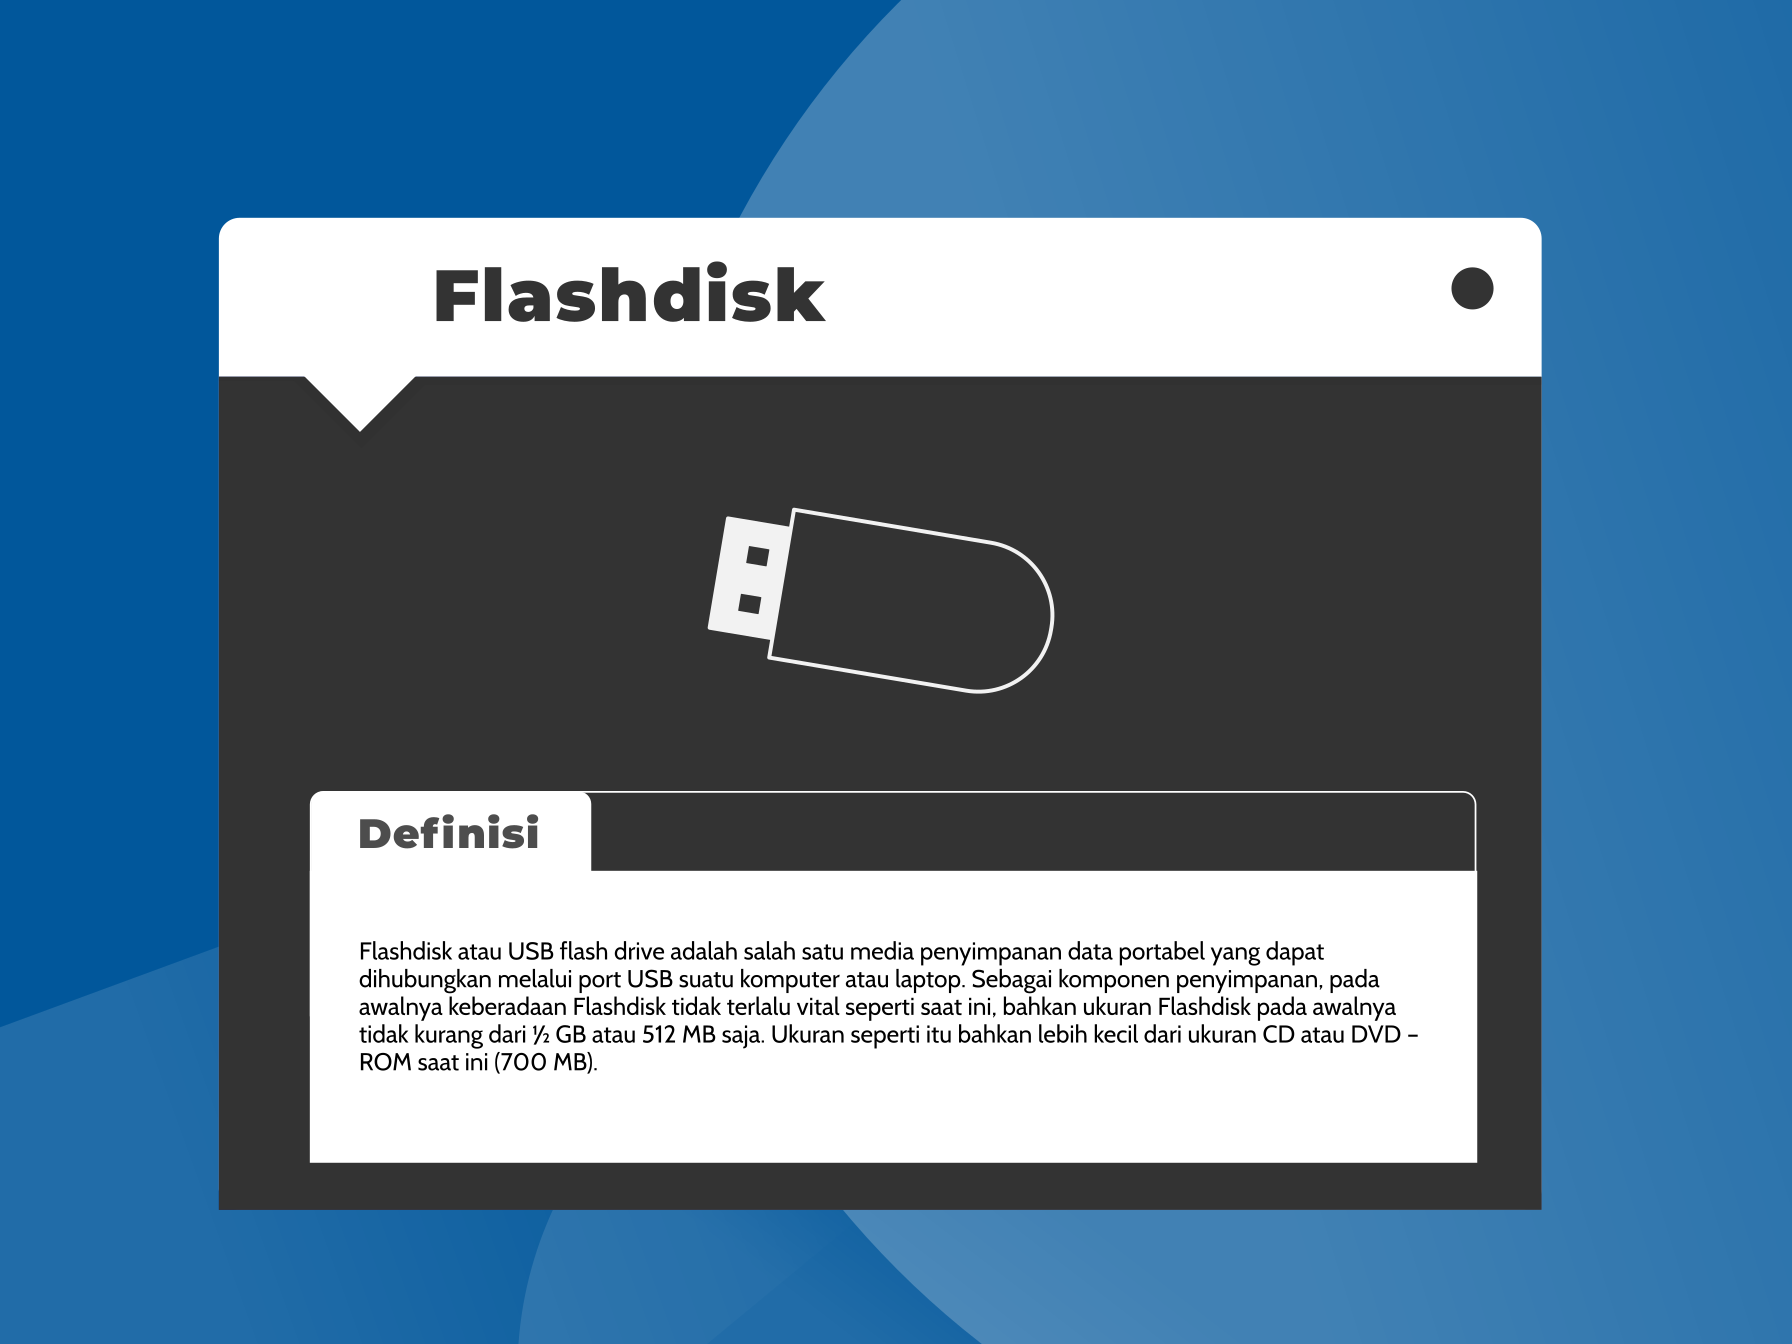 Flashdisk
Definisi
Flashdisk atau USB flash drive adalah salah satu media penyimpanan data portabel yang dapat
dihubungkan melalui port USB suatu komputer atau laptop. Sebagai komponen penyimpanan, pada
awalnya keberadaan Flashdisk tidak terlalu vital seperti saat ini, bahkan ukuran Flashdisk pada awalnya
tidak kurang dari ½ GB atau 512 MB saja. Ukuran seperti itu bahkan lebih kecil dari ukuran CD atau DVD –
ROM saat ini (700 MB).